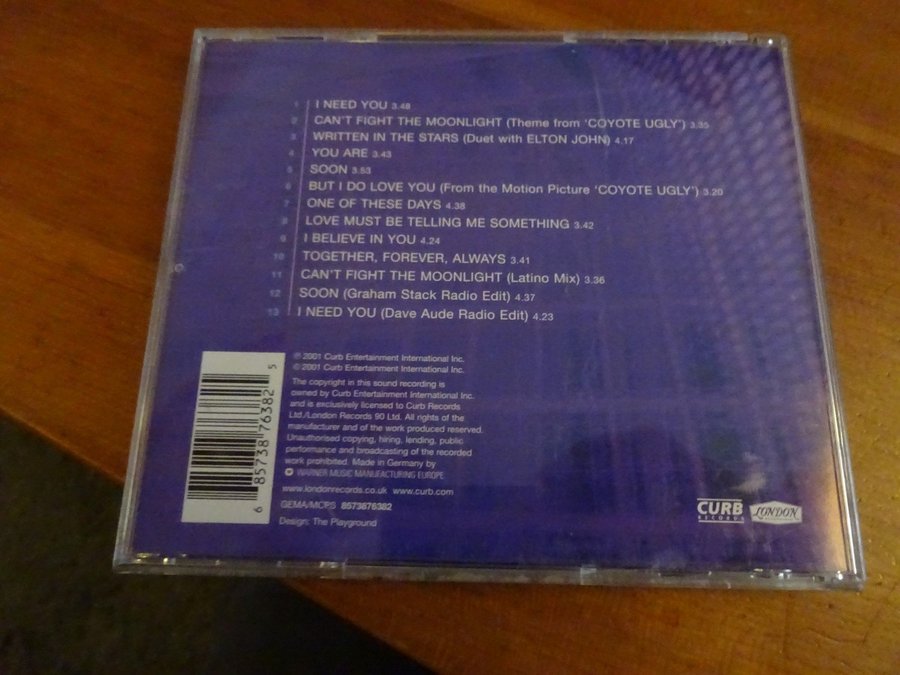 1 I NEED YOU 3.48
2 CAN'T FIGHT THE MOONLIGHT (Theme from 'COYOTE UGLY') 3.35
3 WRITTEN IN THE STARS (Duet with ELTON JOHN) 4.17
4 YOU ARE 3.43
5 SOON 3.53
6 BUT I DO LOVE YOU (From the Motion Picture 'COYOTE UGLY') 3.20
7 ONE OF THESE DAYS 4.38
8 LOVE MUST BE TELLING ME SOMETHING 3.42
9 I BELIEVE IN YOU 4.24
10 TOGETHER, FOREVER, ALWAYS 3.41
11 CAN'T FIGHT THE MOONLIGHT (Latino Mix) 3.36
12 SOON (Graham Stack Radio Edit) 4.37
13 I NEED YOU (Dave Aude Radio Edit) 4.23
℗ 2001 Curb Entertainment International Inc.
© 2001 Curb Entertainment International Inc.
The copyright in this sound recording is
owned by Curb Entertainment International Inc.
and is exclusively licensed to Curb Records
Ltd./London Records 90 Ltd. All rights of the
manufacturer and of the work produced reserved.
Unauthorised copying, hiring, lending, public
performance and broadcasting of the recorded
work prohibited. Made in Germany by
WARNER MUSIC MANUFACTURING EUROPE
www.londonrecords.co.uk www.curb.com
GEMA/MCPS 8573876382
Design: The Playground
6 85738 76382 5
CURB
RECORDS
LONDON